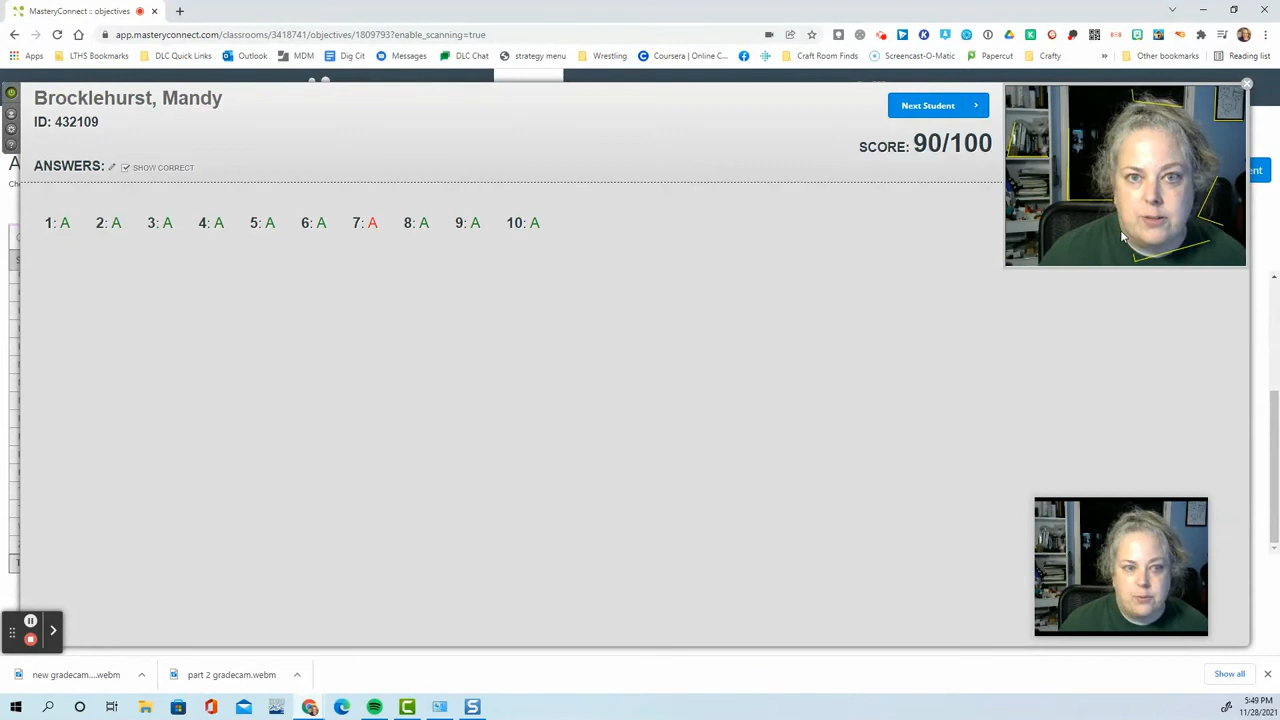 MasteryConnect :: objectives
app.masteryconnect.com/classrooms/3418741/objectives/1809793?enable_scanning=true
Apps LTHS Bookmarks DLC Quick Links Outlook MDM Dig Cit Messages DLC Chat strategy menu Wrestling Coursera | Online C... Craft Room Finds Screencast-O-Matic Papercut Crafty » Other bookmarks Reading list
Brocklehurst, Mandy
ID: 432109
Next Student
SCORE: 90/100
ANSWERS: SHOW CORRECT
1: A 2: A 3: A 4: A 5: A 6: A 7: A 8: A 9: A 10: A
new gradecam....webm part 2 gradecam.webm Show all
5:49 PM
11/28/2021